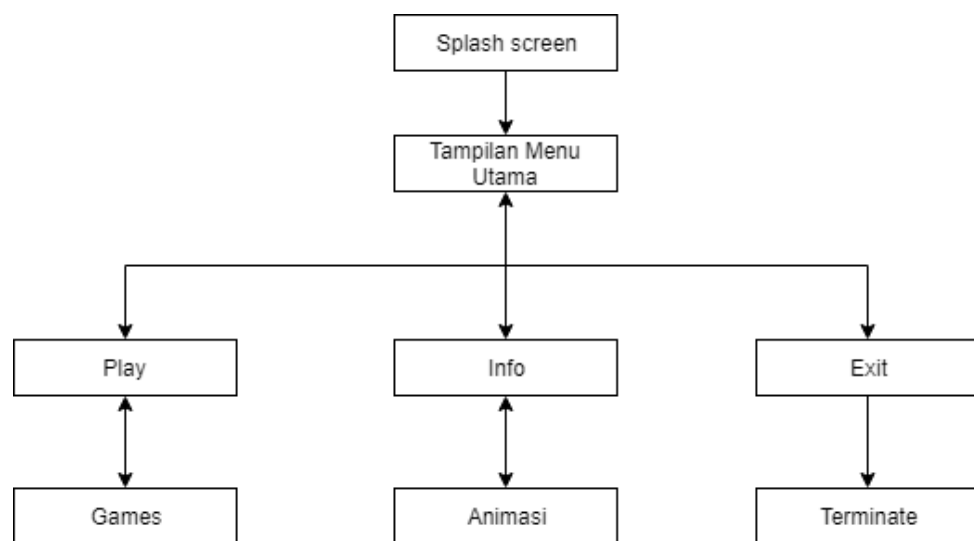 Splash screen
Tampilan Menu
Utama
Play
Info
Exit
Games
Animasi
Terminate